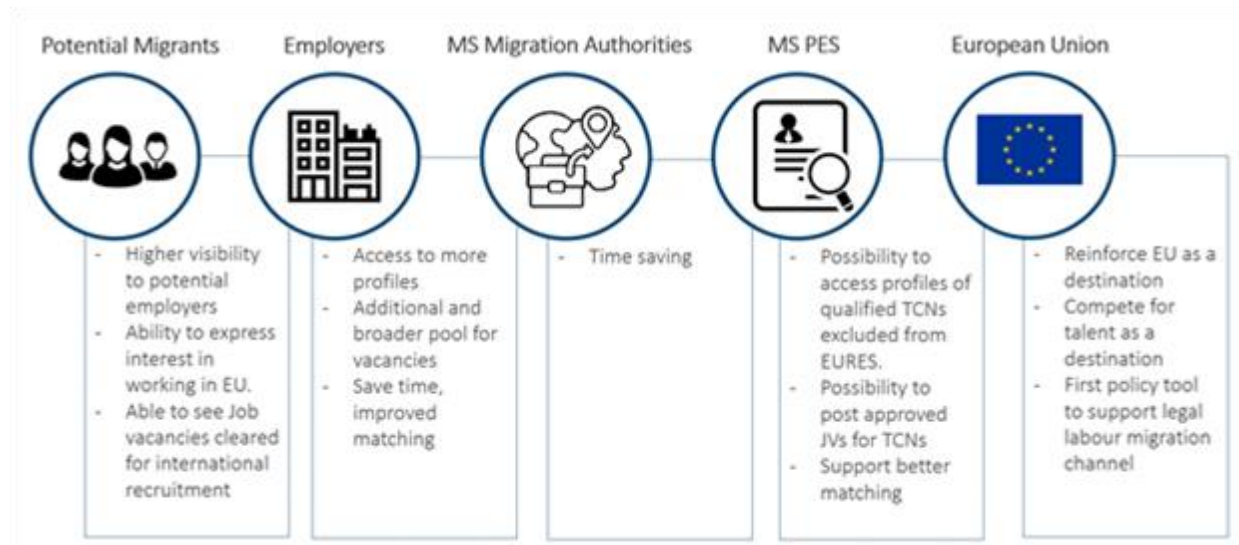 Potential Migrants
Employers
MS Migration Authorities
MS PES
European Union
- Higher visibility
to potential
employers
- Ability to express
interest in
working in EU.
- Able to see Job
vacancies cleared
for international
recruitment
- Access to more
profiles
- Additional and
broader pool for
vacancies
- Save time,
improved
matching
- Time saving
- Possibility to
access profiles of
qualified TCNs
excluded from
EURES.
- Possibility to
post approved
JVs for TCNs
- Support better
matching
- Reinforce EU as a
destination
- Compete for
talent as a
destination
- First policy tool
to support legal
labour migration
channel